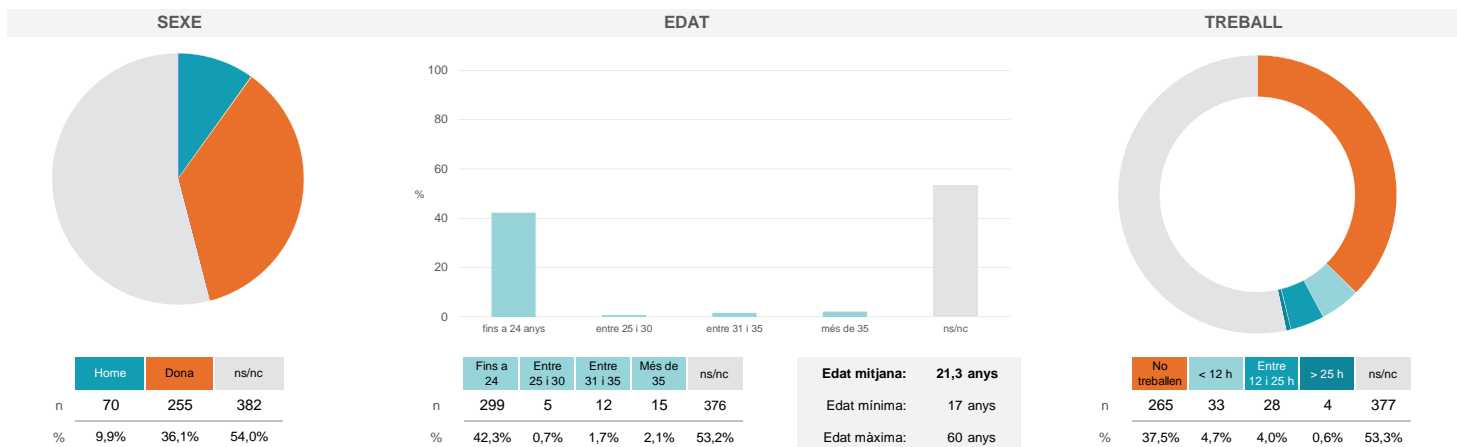 SEXE
EDAT
TREBALL
100
80
60
%
40
20
0
fins a 24 anys
entre 25 i 30
entre 31 i 35
més de 35
ns/nc
Home Dona ns/nc
n 70 255 382
% 9,9% 36,1% 54,0%
Fins a 24 Entre 25 i 30 Entre 31 i 35 Més de 35 ns/nc
n 299 5 12 15 376
% 42,3% 0,7% 1,7% 2,1% 53,2%
Edat mitjana: 21,3 anys
Edat mínima: 17 anys
Edat màxima: 60 anys
No treballen < 12 h Entre 12 i 25 h > 25 h ns/nc
n 265 33 28 4 377
% 37,5% 4,7% 4,0% 0,6% 53,3%